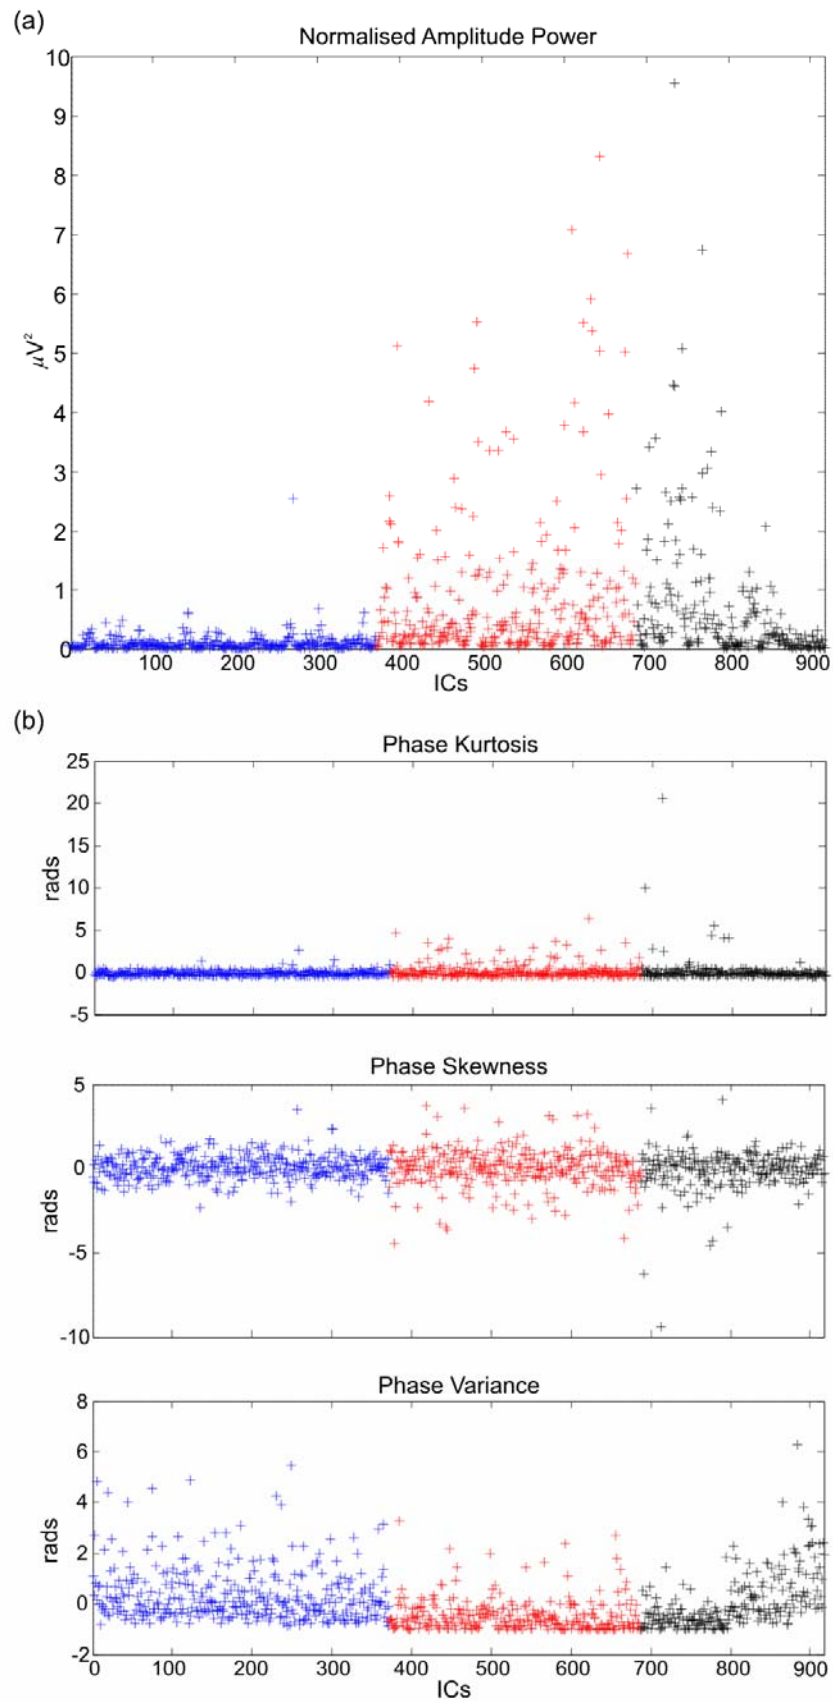 (a)
Normalised Amplitude Power
10
9
8
7
6
5
4
3
2
1
0
μV²
100 200 300 400 500 600 700 800 900
ICs
(b)
Phase Kurtosis
25
20
15
10
5
0
-5
rads
Phase Skewness
5
0
-5
-10
rads
Phase Variance
8
6
4
2
0
-2
rads
0 100 200 300 400 500 600 700 800 900
ICs